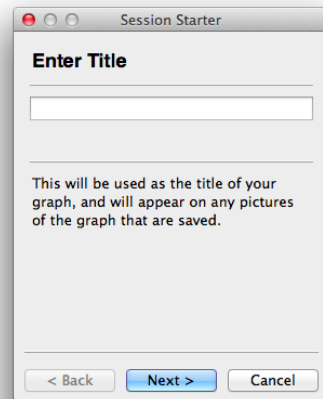 Session Starter
Enter Title
This will be used as the title of your
graph, and will appear on any pictures
of the graph that are saved.
< Back Next > Cancel